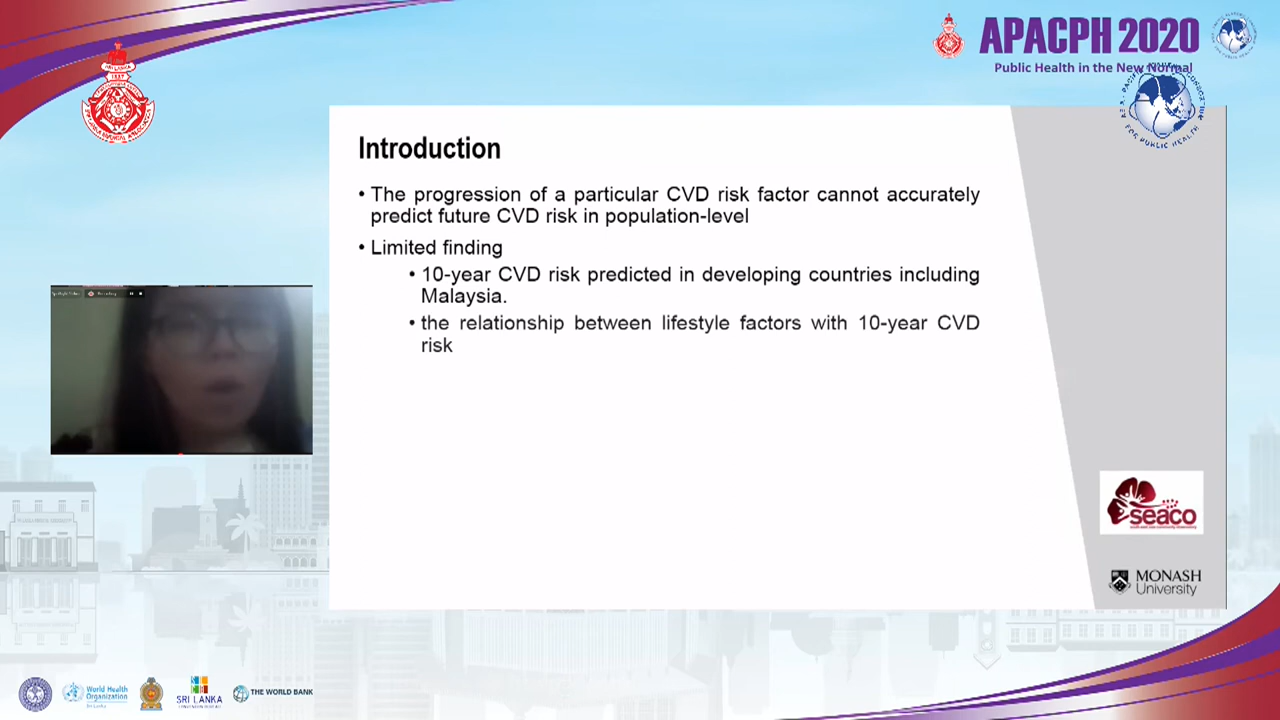 APACPH 2020
Public Health in the New Normal
Introduction
• The progression of a particular CVD risk factor cannot accurately
predict future CVD risk in population-level
• Limited finding
• 10-year CVD risk predicted in developing countries including
Malaysia.
• the relationship between lifestyle factors with 10-year CVD
risk
seaco
MONASH
University
World Health
Organization
Sri Lanka
SRI LANKA
THE WORLD BANK